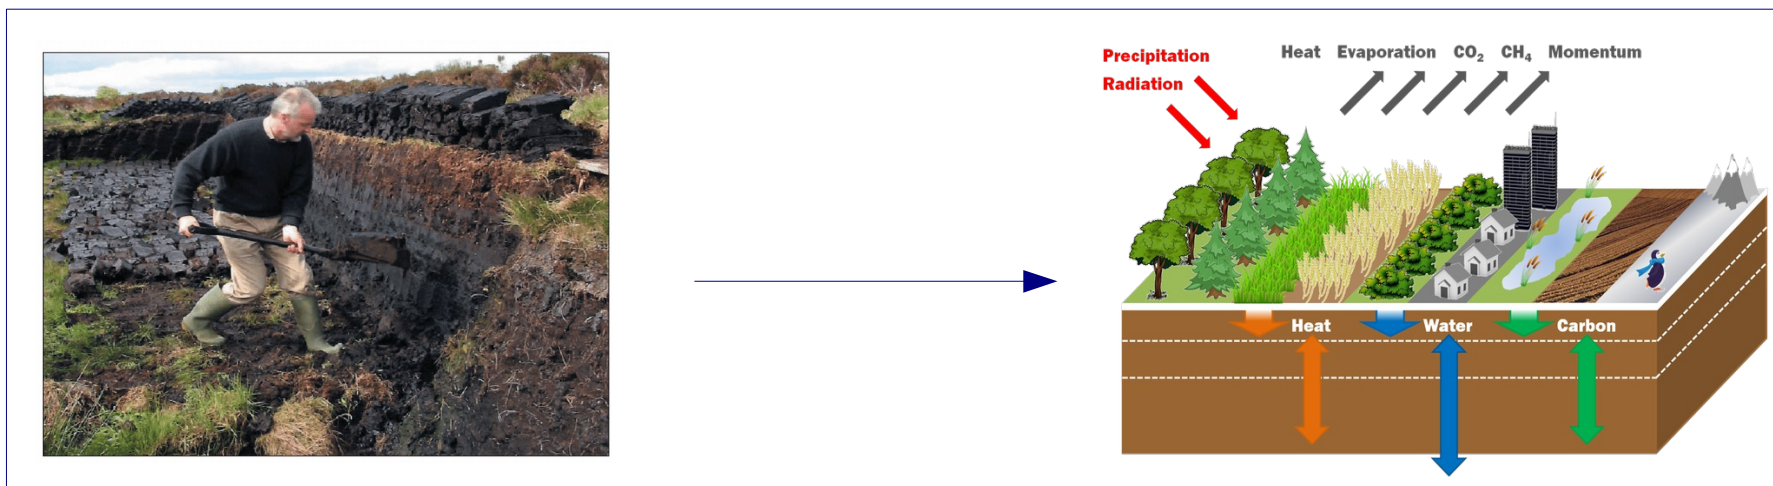 Precipitation
Radiation
Heat Evaporation CO₂ CH₄ Momentum
Heat Water Carbon